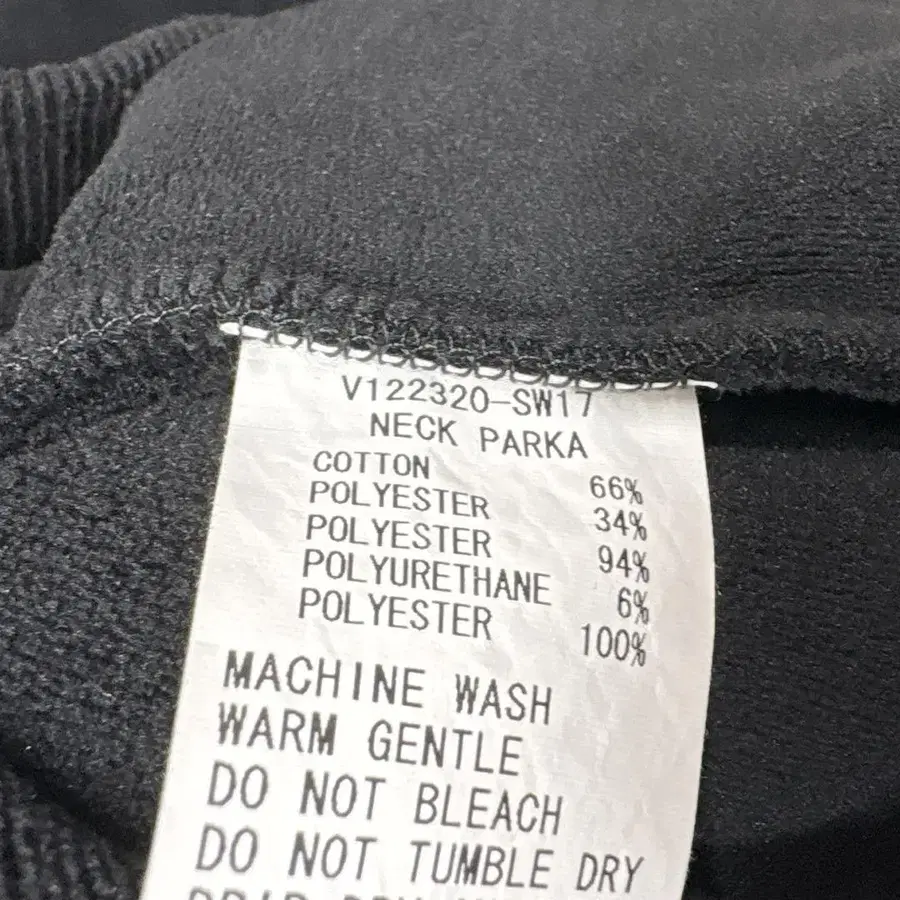 V122320-SW17
NECK PARKA
COTTON 66%
POLYESTER 34%
POLYESTER 94%
POLYURETHANE 6%
POLYESTER 100%
MACHINE WASH
WARM GENTLE
DO NOT BLEACH
DO NOT TUMBLE DRY